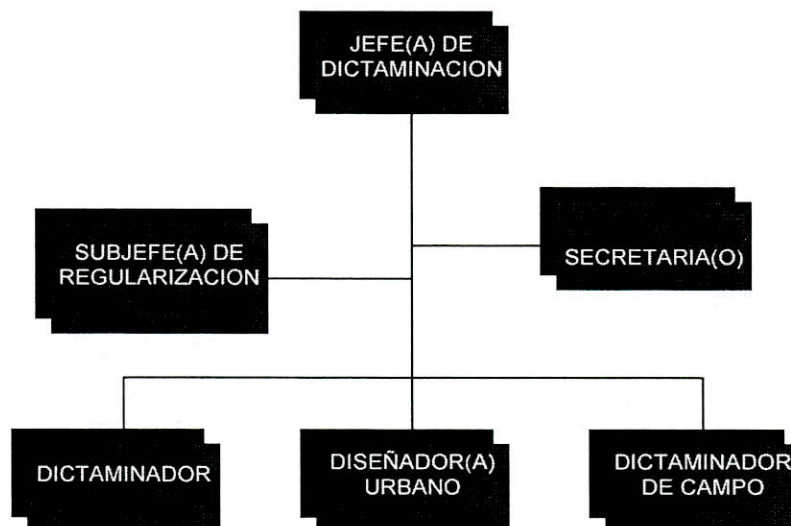 JEFE(A) DE
DICTAMINACION
SUBJEFE(A) DE
REGULARIZACION
SECRETARIA(O)
DICTAMINADOR
DISEÑADOR(A)
URBANO
DICTAMINADOR
DE CAMPO